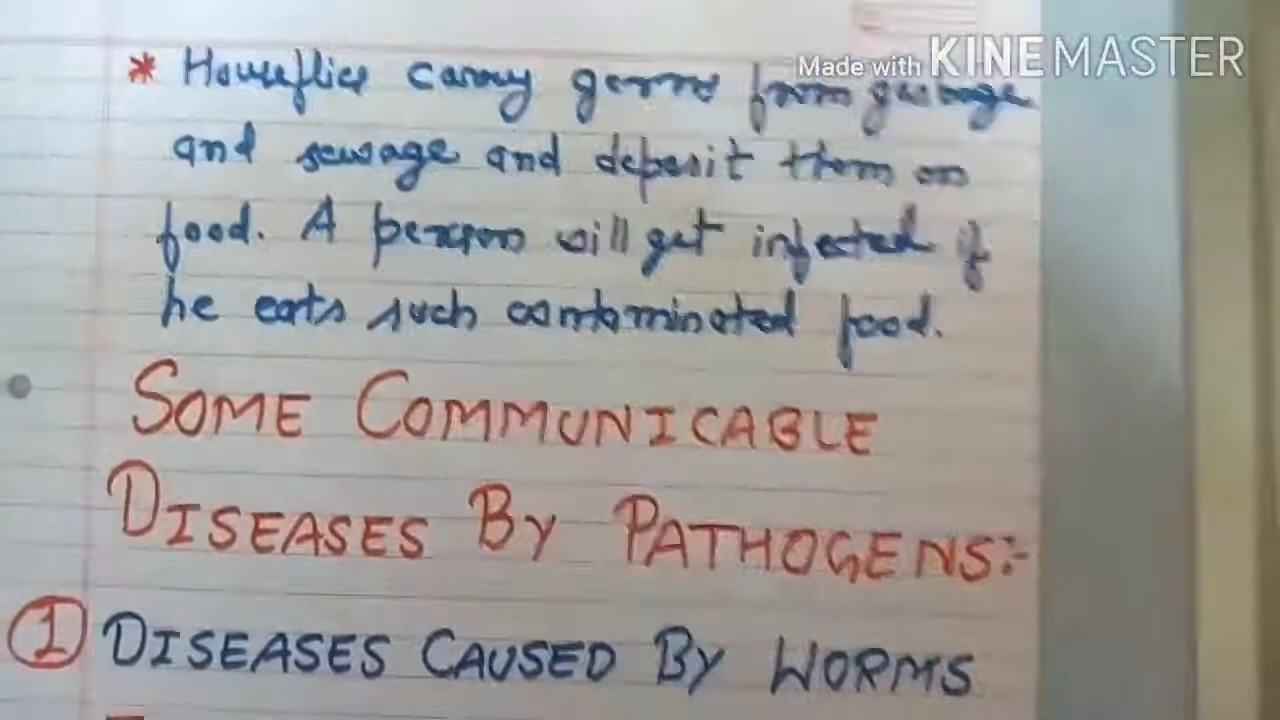 Made with KINEMASTER
* Houseflies carry germs from garbage
and sewage and deposit them on
food. A person will get infected if
he eats such contaminated food.
SOME COMMUNICABLE
DISEASES BY PATHOGENS:-
1 DISEASES CAUSED BY WORMS